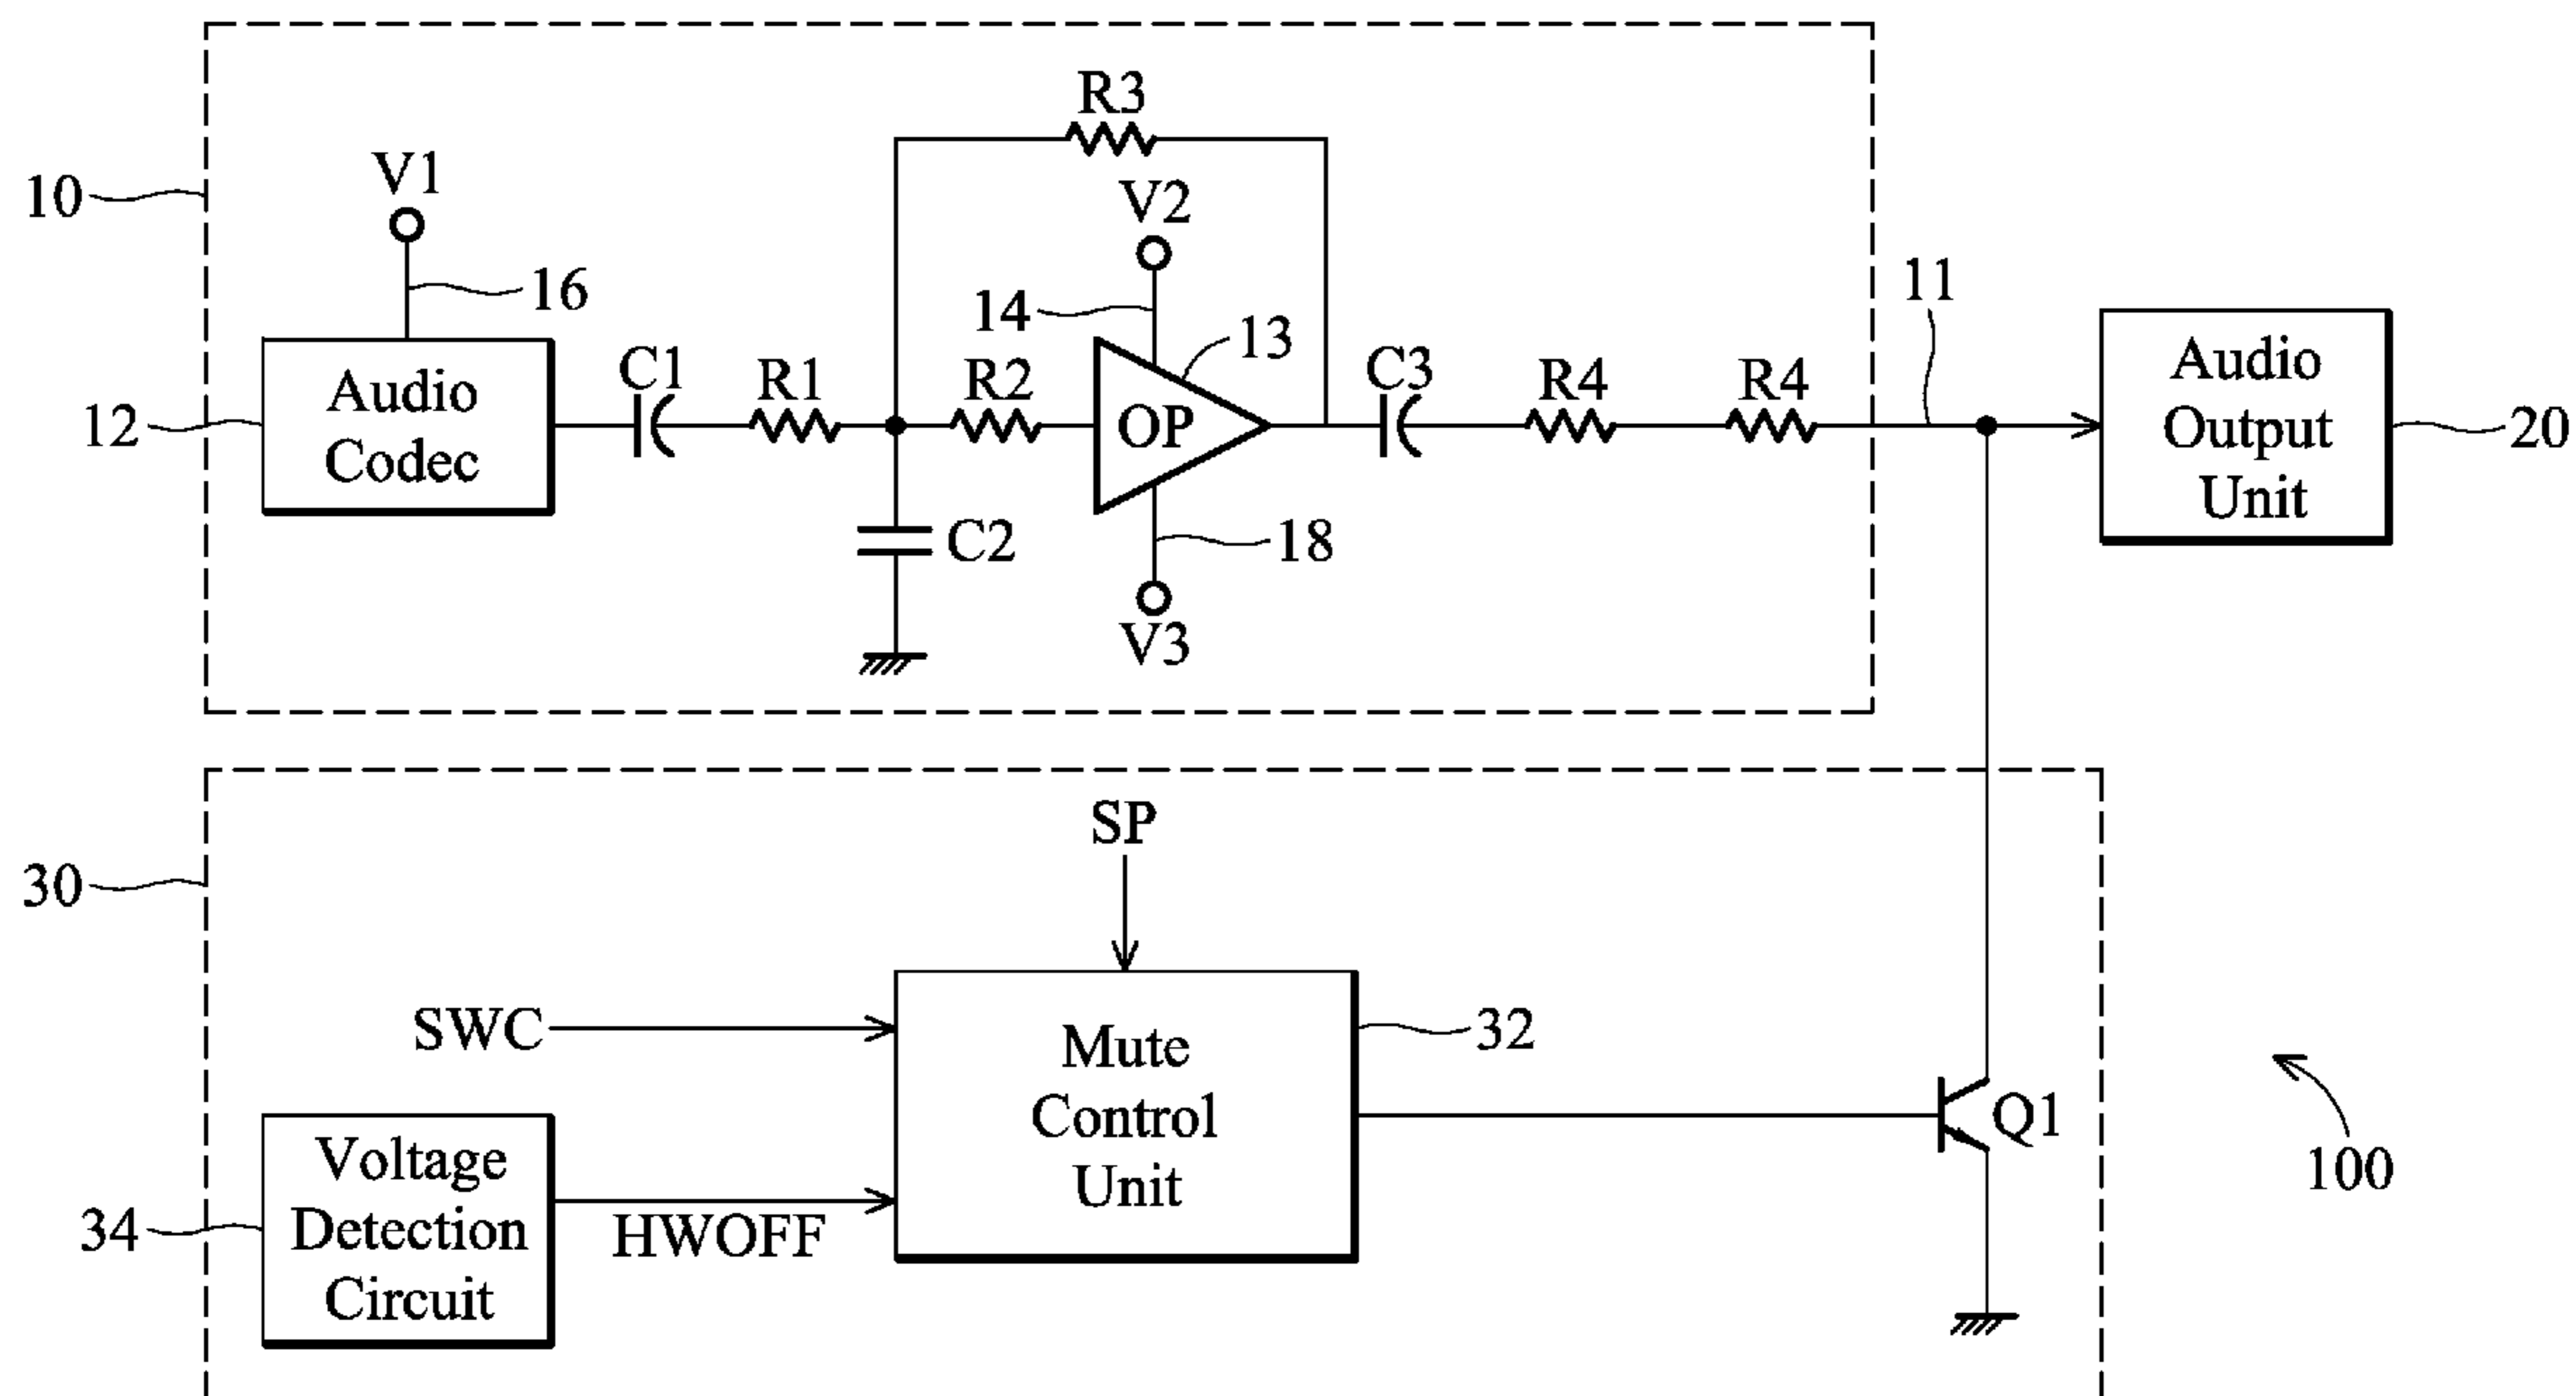 R3
V1
V2
10
16
14
13
11
C1
R1
R2
C3
R4
R4
Audio
Codec
OP
Audio
Output
Unit
12
20
C2
18
V3
SP
30
SWC
Mute
Control
Unit
32
Q1
Voltage
Detection
Circuit
HWOFF
34
100